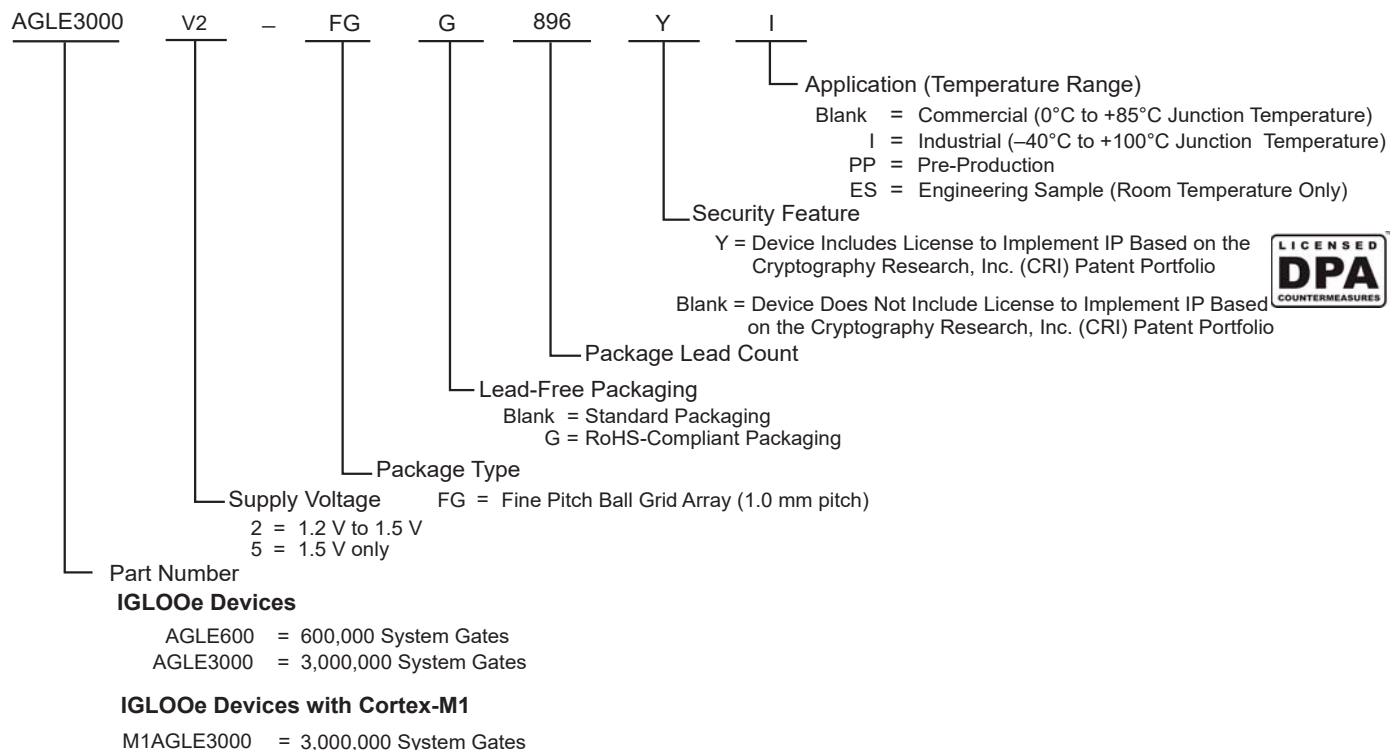 AGLE3000 V2 – FG G 896 Y I
Application (Temperature Range)
Blank = Commercial (0°C to +85°C Junction Temperature)
I = Industrial (–40°C to +100°C Junction Temperature)
PP = Pre-Production
ES = Engineering Sample (Room Temperature Only)
Security Feature
Y = Device Includes License to Implement IP Based on the
Cryptography Research, Inc. (CRI) Patent Portfolio
LICENSED
DPA
COUNTERMEASURES
Blank = Device Does Not Include License to Implement IP Based
on the Cryptography Research, Inc. (CRI) Patent Portfolio
Package Lead Count
Lead-Free Packaging
Blank = Standard Packaging
G = RoHS-Compliant Packaging
Package Type
FG = Fine Pitch Ball Grid Array (1.0 mm pitch)
Supply Voltage
2 = 1.2 V to 1.5 V
5 = 1.5 V only
Part Number
IGLOOe Devices
AGLE600 = 600,000 System Gates
AGLE3000 = 3,000,000 System Gates
IGLOOe Devices with Cortex-M1
M1AGLE3000 = 3,000,000 System Gates